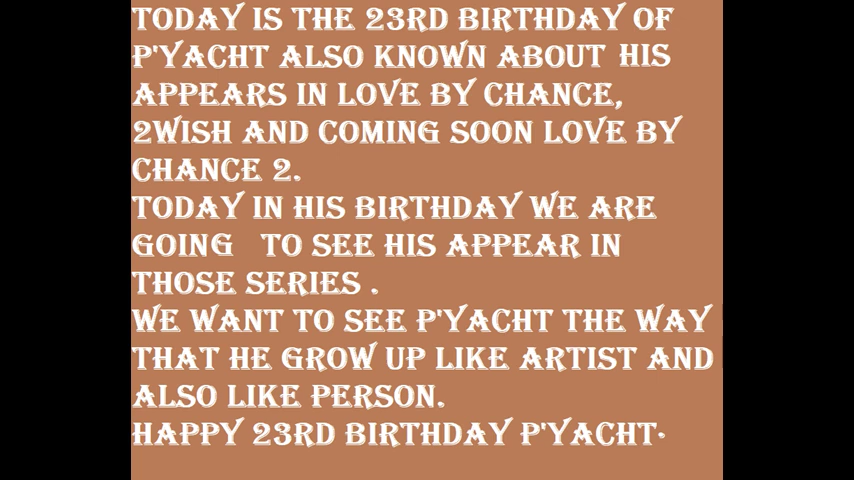 TODAY IS THE 23RD BIRTHDAY OF
P'YACHT ALSO KNOWN ABOUT HIS
APPEARS IN LOVE BY CHANCE,
2WISH AND COMING SOON LOVE BY
CHANCE 2.
TODAY IN HIS BIRTHDAY WE ARE
GOING TO SEE HIS APPEAR IN
THOSE SERIES .
WE WANT TO SEE P'YACHT THE WAY
THAT HE GROW UP LIKE ARTIST AND
ALSO LIKE PERSON.
HAPPY 23RD BIRTHDAY P'YACHT.